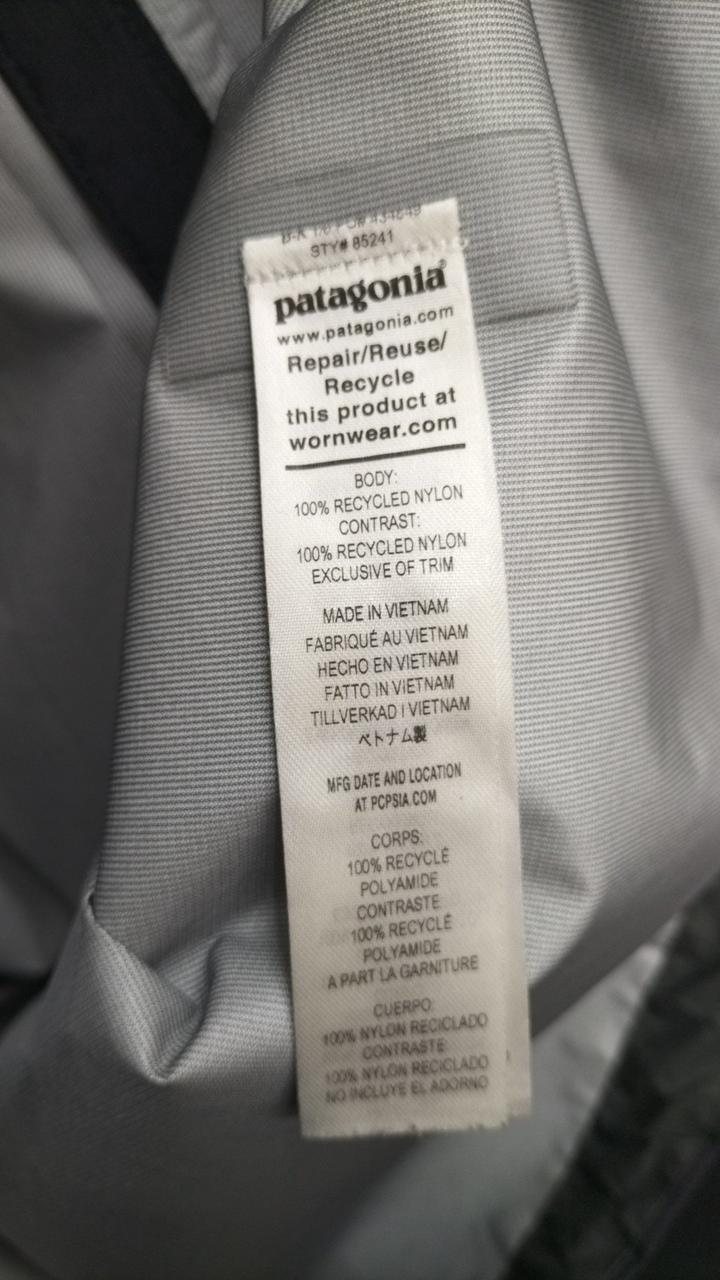 STY# 85241
patagonia®
www.patagonia.com
Repair/Reuse/
Recycle
this product at
wornwear.com
BODY:
100% RECYCLED NYLON
CONTRAST:
100% RECYCLED NYLON
EXCLUSIVE OF TRIM
MADE IN VIETNAM
FABRIQUÉ AU VIETNAM
HECHO EN VIETNAM
FATTO IN VIETNAM
TILLVERKAD I VIETNAM
ベトナム製
MFG DATE AND LOCATION
AT PCPSIA.COM
CORPS:
100% RECYCLÉ
POLYAMIDE
CONTRASTE
100% RECYCLÉ
POLYAMIDE
A PART LA GARNITURE
CUERPO:
100% NYLON RECICLADO
CONTRASTE:
100% NYLON RECICLADO
NO INCLUYE EL ADORNO